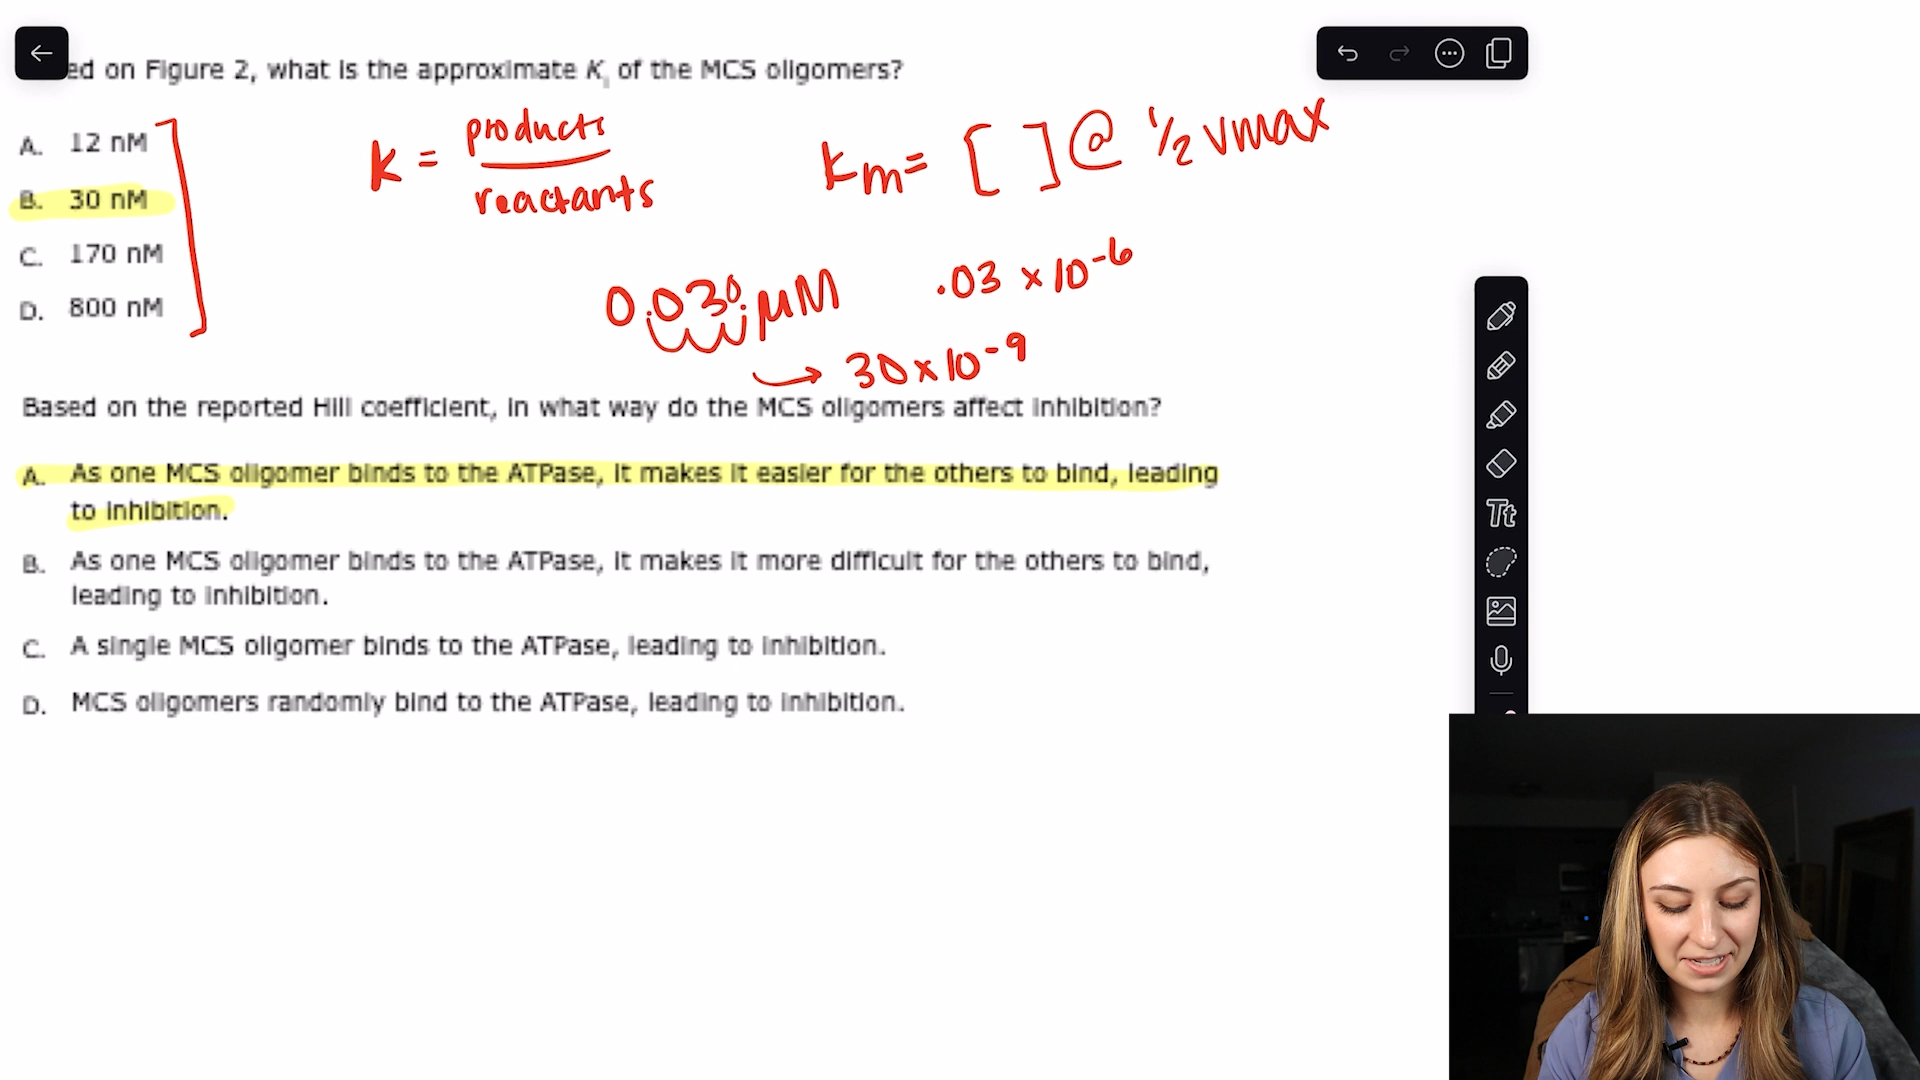 ed on Figure 2, what is the approximate Ki of the MCS oligomers?
A. 12 nM
B. 30 nM
C. 170 nM
D. 800 nM
K = products
reactants
Km = [ ] @ 1/2 Vmax
0.030. µM
.03 x 10^-6
→ 30 x 10^-9
Based on the reported Hill coefficient, in what way do the MCS oligomers affect inhibition?
A. As one MCS oligomer binds to the ATPase, it makes it easier for the others to bind, leading
to inhibition.
B. As one MCS oligomer binds to the ATPase, it makes it more difficult for the others to bind,
leading to inhibition.
C. A single MCS oligomer binds to the ATPase, leading to inhibition.
D. MCS oligomers randomly bind to the ATPase, leading to inhibition.
Tt